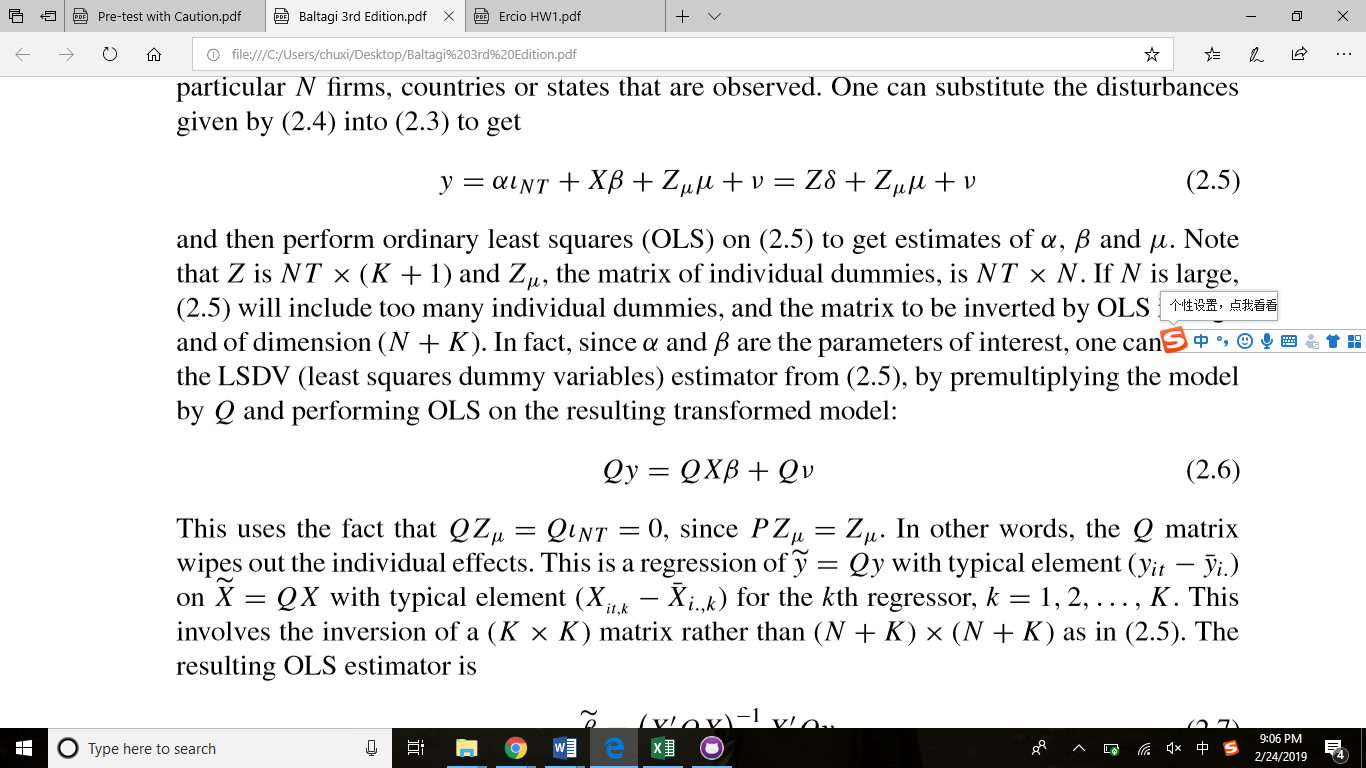 Pre-test with Caution.pdf
Baltagi 3rd Edition.pdf
Ercio HW1.pdf
file:///C:/Users/chuxi/Desktop/Baltagi%203rd%20Edition.pdf
particular N firms, countries or states that are observed. One can substitute the disturbances
given by (2.4) into (2.3) to get
y = αι_NT + Xβ + Z_μμ + ν = Zδ + Z_μμ + ν (2.5)
and then perform ordinary least squares (OLS) on (2.5) to get estimates of α, β and μ. Note
that Z is NT × (K + 1) and Z_μ, the matrix of individual dummies, is NT × N. If N is large,
(2.5) will include too many individual dummies, and the matrix to be inverted by OLS
个性设置，点我看看
and of dimension (N + K). In fact, since α and β are the parameters of interest, one can
中
the LSDV (least squares dummy variables) estimator from (2.5), by premultiplying the model
by Q and performing OLS on the resulting transformed model:
Qy = QXβ + Qν (2.6)
This uses the fact that QZ_μ = Qι_NT = 0, since PZ_μ = Z_μ. In other words, the Q matrix
wipes out the individual effects. This is a regression of ỹ = Qy with typical element (y_it − ȳ_i.)
on X̃ = QX with typical element (X_it,k − X̄_i.,k) for the kth regressor, k = 1, 2, . . . , K. This
involves the inversion of a (K × K) matrix rather than (N + K) × (N + K) as in (2.5). The
resulting OLS estimator is
Type here to search
中
9:06 PM
2/24/2019
4